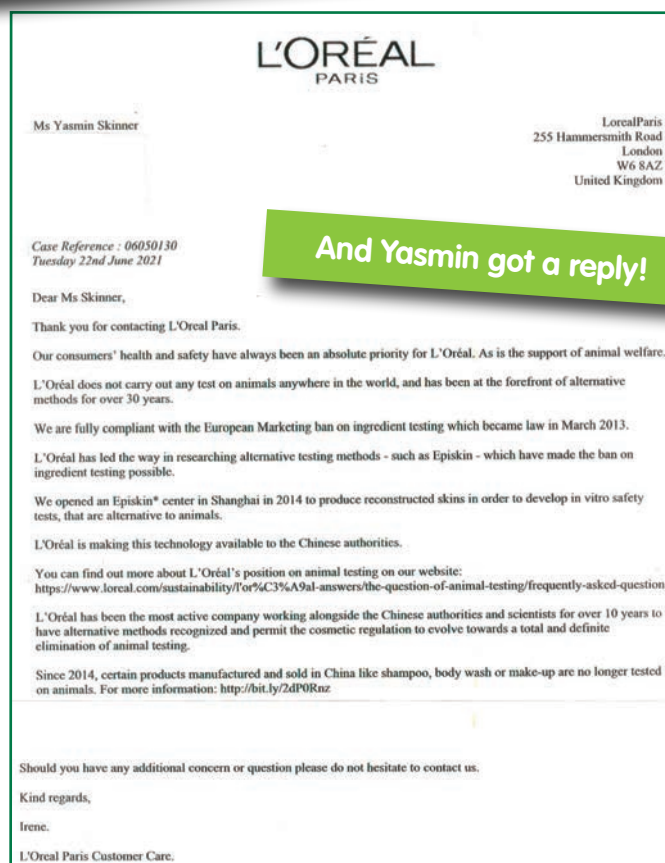 L'ORÉAL
PARiS
Ms Yasmin Skinner
LorealParis
255 Hammersmith Road
London
W6 8AZ
United Kingdom
Case Reference : 06050130
Tuesday 22nd June 2021
And Yasmin got a reply!
Dear Ms Skinner,
Thank you for contacting L'Oreal Paris.
Our consumers' health and safety have always been an absolute priority for L'Oréal. As is the support of animal welfare.
L'Oréal does not carry out any test on animals anywhere in the world, and has been at the forefront of alternative
methods for over 30 years.
We are fully compliant with the European Marketing ban on ingredient testing which became law in March 2013.
L'Oréal has led the way in researching alternative testing methods - such as Episkin - which have made the ban on
ingredient testing possible.
We opened an Episkin* center in Shanghai in 2014 to produce reconstructed skins in order to develop in vitro safety
tests, that are alternative to animals.
L'Oréal is making this technology available to the Chinese authorities.
You can find out more about L'Oréal's position on animal testing on our website:
https://www.loreal.com/sustainability/l'or%C3%A9al-answers/the-question-of-animal-testing/frequently-asked-question
L'Oréal has been the most active company working alongside the Chinese authorities and scientists for over 10 years to
have alternative methods recognized and permit the cosmetic regulation to evolve towards a total and definite
elimination of animal testing.
Since 2014, certain products manufactured and sold in China like shampoo, body wash or make-up are no longer tested
on animals. For more information: http://bit.ly/2dP0Rnz
Should you have any additional concern or question please do not hesitate to contact us.
Kind regards,
Irene.
L'Oreal Paris Customer Care.